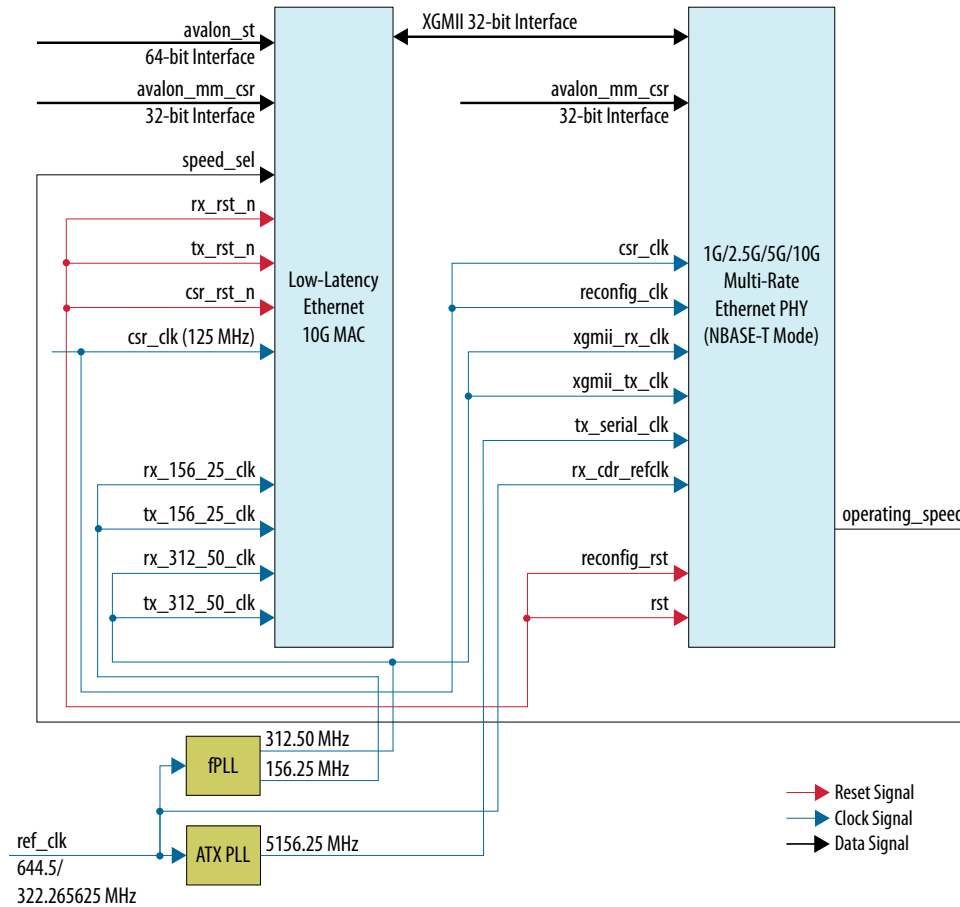 avalon_st
64-bit Interface
avalon_mm_csr
32-bit Interface
speed_sel
rx_rst_n
tx_rst_n
csr_rst_n
csr_clk (125 MHz)
rx_156_25_clk
tx_156_25_clk
rx_312_50_clk
tx_312_50_clk
Low-Latency
Ethernet
10G MAC
XGMII 32-bit Interface
avalon_mm_csr
32-bit Interface
csr_clk
reconfig_clk
xgmii_rx_clk
xgmii_tx_clk
tx_serial_clk
rx_cdr_refclk
reconfig_rst
rst
1G/2.5G/5G/10G
Multi-Rate
Ethernet PHY
(NBASE-T Mode)
operating_speed
fPLL
312.50 MHz
156.25 MHz
ref_clk
644.5/
322.265625 MHz
ATX PLL
5156.25 MHz
Reset Signal
Clock Signal
Data Signal